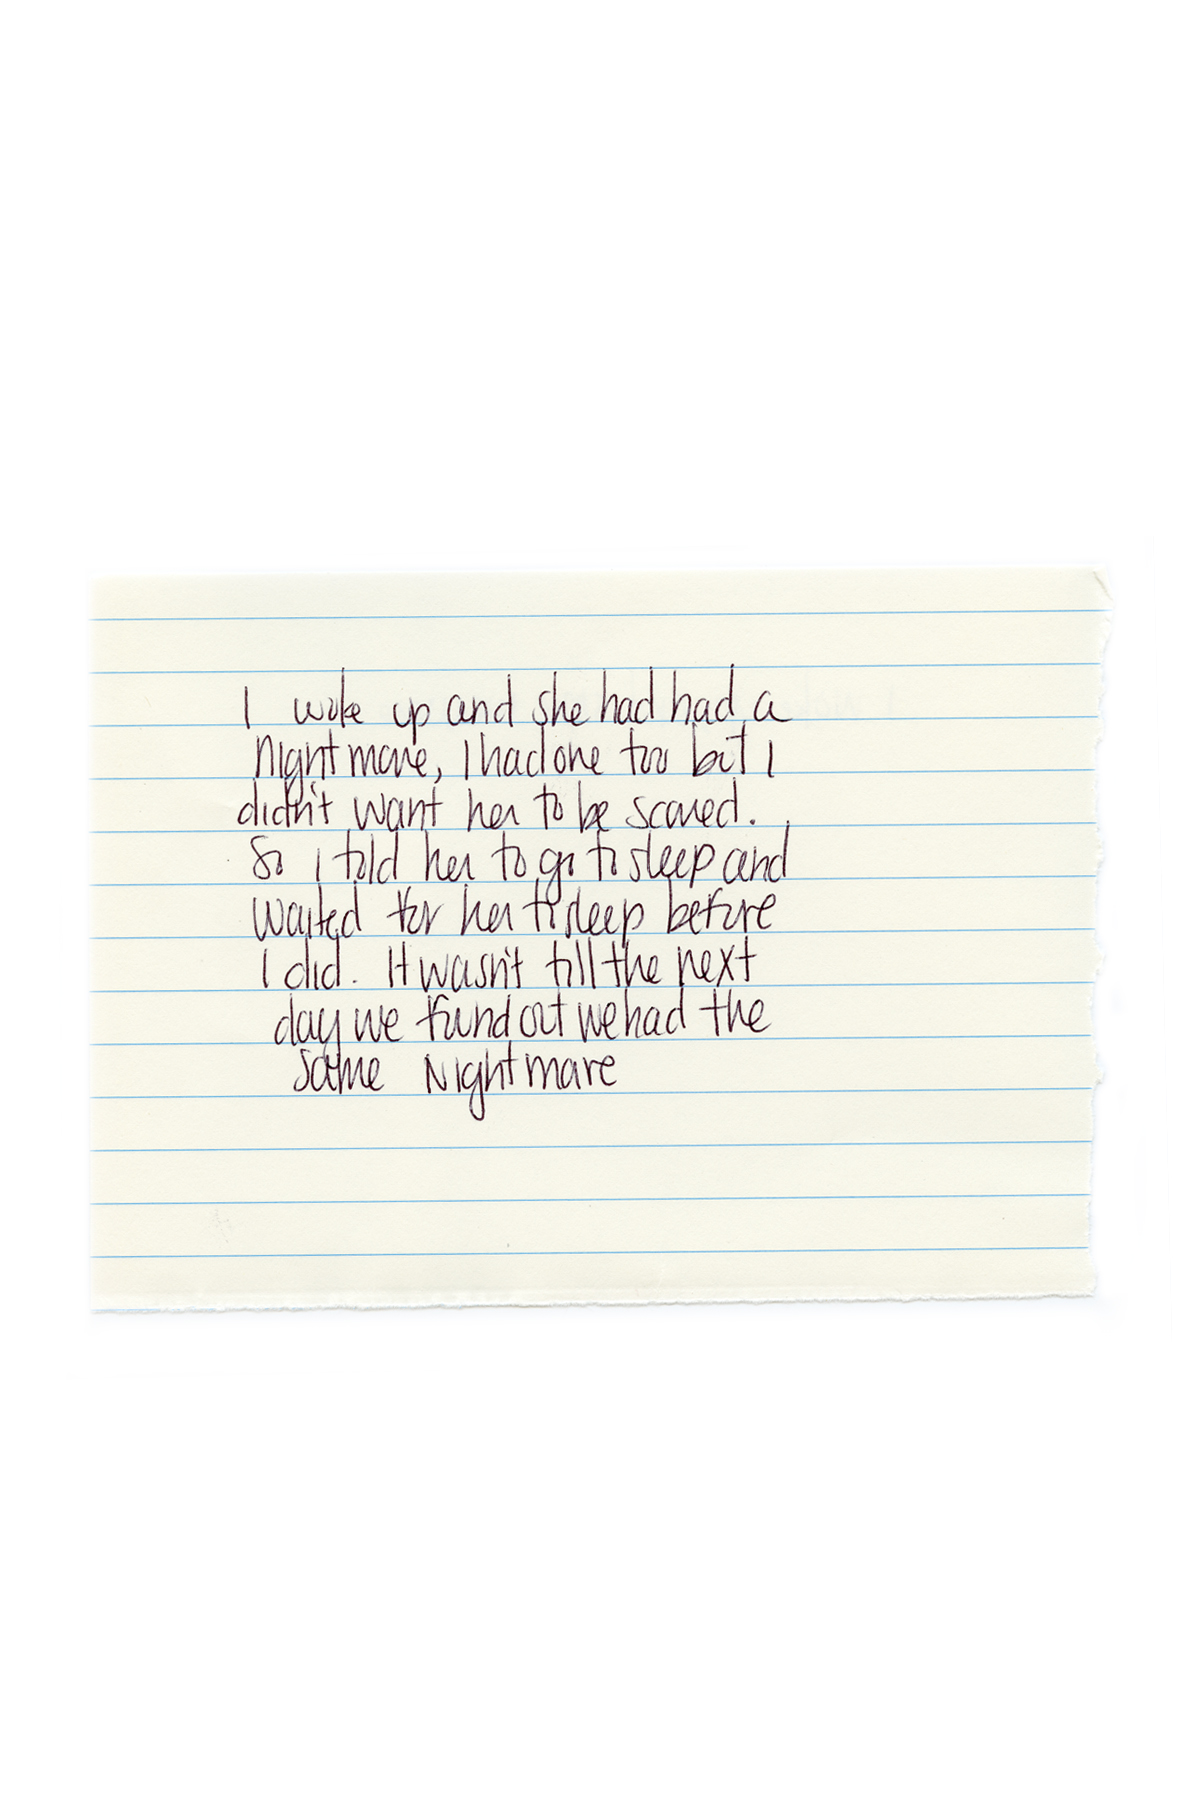 I woke up and she had had a
Nightmare, I had one too but I
didn't want her to be scared.
So I told her to go to sleep and
waited for her to sleep before
I did. It wasn't till the next
day we found out we had the
same Nightmare